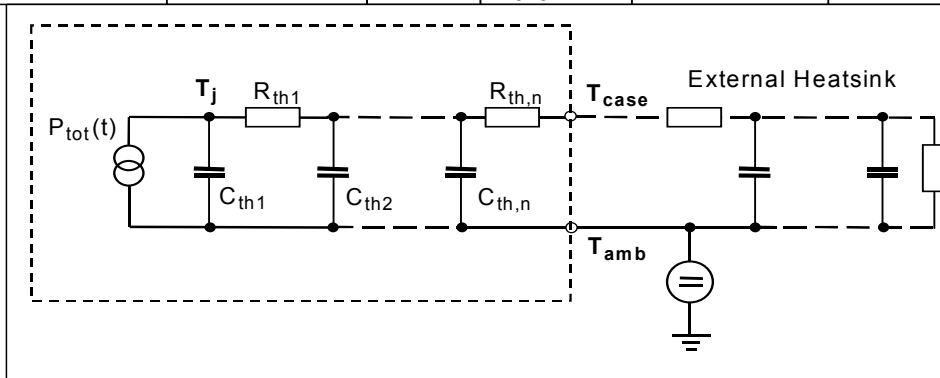 External Heatsink
T_j
R_th1
R_th,n
T_case
P_tot(t)
C_th1
C_th2
C_th,n
T_amb